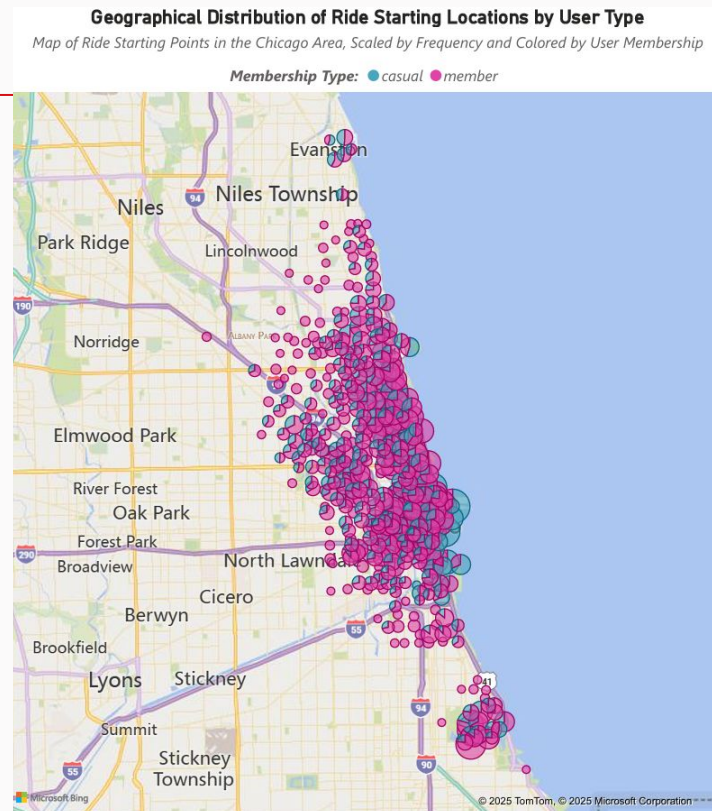 Geographical Distribution of Ride Starting Locations by User Type
Map of Ride Starting Points in the Chicago Area, Scaled by Frequency and Colored by User Membership
Membership Type: casual member
Evanston
94
Niles Township
Niles
Park Ridge
Lincolnwood
190
Norridge
ALBANY PA
Elmwood Park
River Forest
Oak Park
Forest Park
290
Broadview
North Lawndale
Cicero
Berwyn
55
Brookfield
Lyons
Stickney
41
94
Summit
Stickney
Township
90
55
Microsoft Bing
© 2025 TomTom, © 2025 Microsoft Corporation